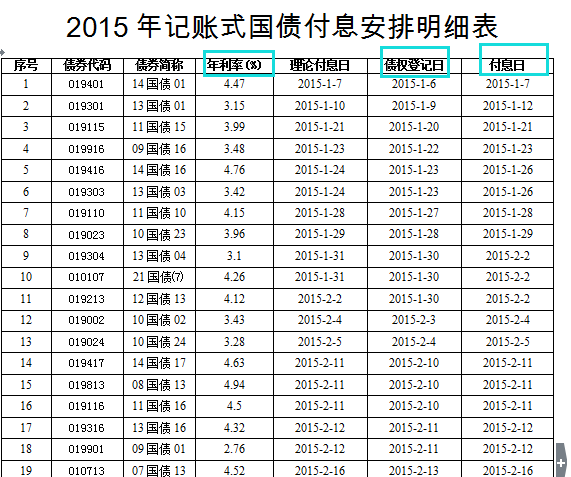 2015 年记账式国债付息安排明细表
序号 债券代码 债券简称 年利率(%) 理论付息日 债权登记日 付息日
1 019401 14 国债 01 4.47 2015-1-7 2015-1-6 2015-1-7
2 019301 13 国债 01 3.15 2015-1-10 2015-1-9 2015-1-12
3 019115 11 国债 15 3.99 2015-1-21 2015-1-20 2015-1-21
4 019916 09 国债 16 3.48 2015-1-23 2015-1-22 2015-1-23
5 019416 14 国债 16 4.76 2015-1-24 2015-1-23 2015-1-26
6 019303 13 国债 03 3.42 2015-1-24 2015-1-23 2015-1-26
7 019110 11 国债 10 4.15 2015-1-28 2015-1-27 2015-1-28
8 019023 10 国债 23 3.96 2015-1-29 2015-1-28 2015-1-29
9 019304 13 国债 04 3.1 2015-1-31 2015-1-30 2015-2-2
10 010107 21 国债(7) 4.26 2015-1-31 2015-1-30 2015-2-2
11 019213 12 国债 13 4.12 2015-2-2 2015-1-30 2015-2-2
12 019002 10 国债 02 3.43 2015-2-4 2015-2-3 2015-2-4
13 019024 10 国债 24 3.28 2015-2-5 2015-2-4 2015-2-5
14 019417 14 国债 17 4.63 2015-2-11 2015-2-10 2015-2-11
15 019813 08 国债 13 4.94 2015-2-11 2015-2-10 2015-2-11
16 019116 11 国债 16 4.5 2015-2-11 2015-2-10 2015-2-11
17 019316 13 国债 16 4.32 2015-2-12 2015-2-11 2015-2-12
18 019901 09 国债 01 2.76 2015-2-12 2015-2-11 2015-2-12
19 010713 07 国债 13 4.52 2015-2-16 2015-2-13 2015-2-16